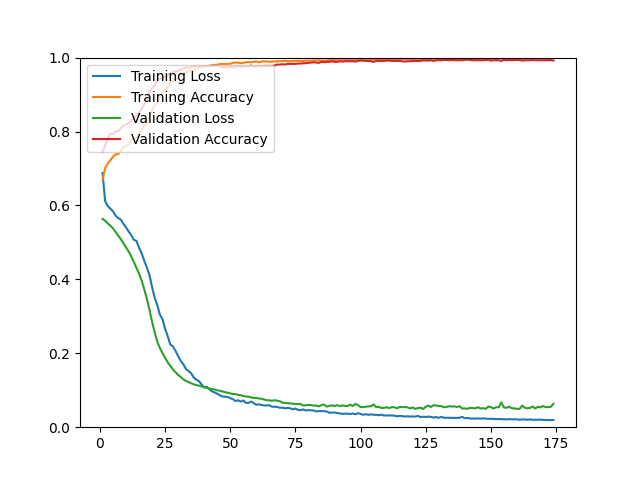 1.0
0.8
0.6
0.4
0.2
0.0
Training Loss
Training Accuracy
Validation Loss
Validation Accuracy
0 25 50 75 100 125 150 175